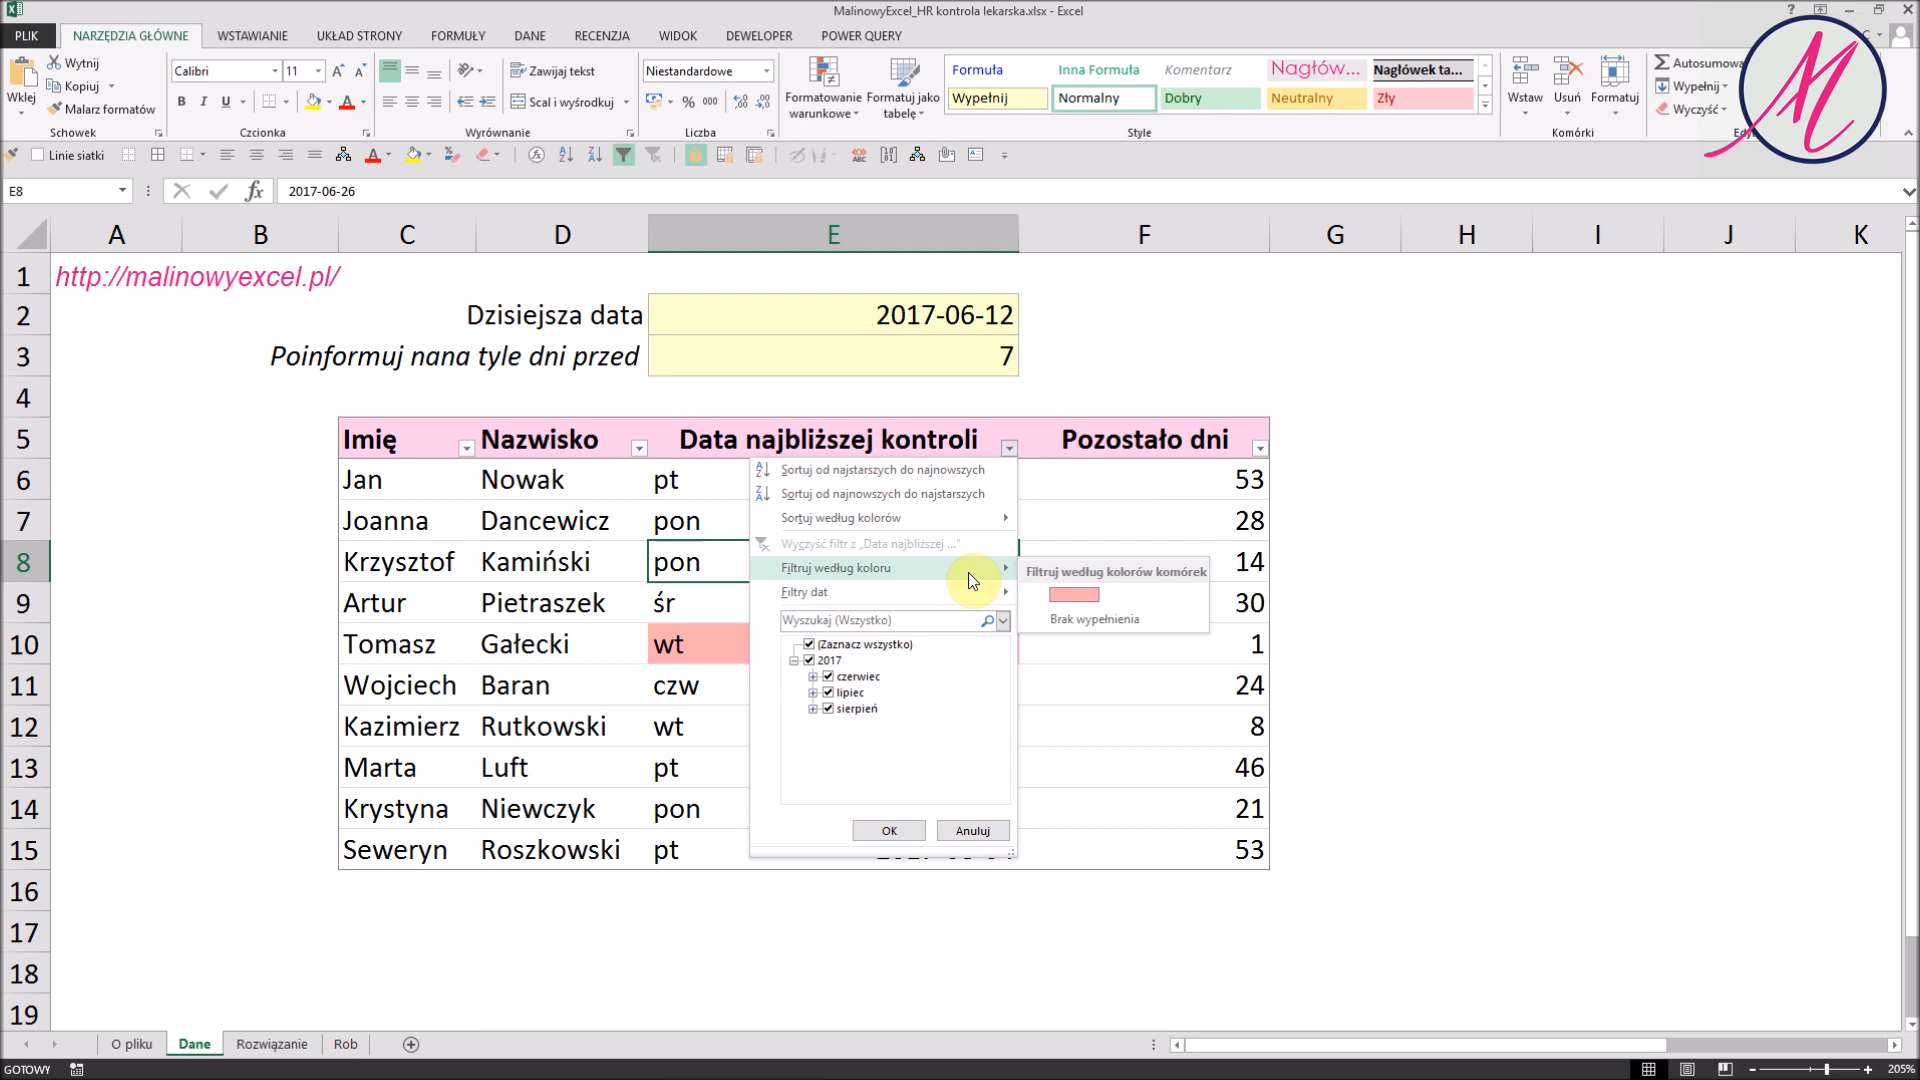 MalinowyExcel_HR kontrola lekarska.xlsx - Excel
PLIK NARZĘDZIA GŁÓWNE WSTAWIANIE UKŁAD STRONY FORMUŁY DANE RECENZJA WIDOK DEWELOPER POWER QUERY
Wklej
Wytnij
Kopiuj
Malarz formatów
Schowek
Calibri 11
B I U
Czcionka
Zawijaj tekst
Scal i wyśrodkuj
Wyrównanie
Niestandardowe
% 000
Liczba
Formatowanie warunkowe
Formatuj jako tabelę
Formuła Inna Formuła Komentarz Nagłów... Nagłówek ta...
Wypełnij Normalny Dobry Neutralny Zły
Style
Wstaw Usuń Formatuj
Komórki
Autosumowa
Wypełnij
Wyczyść
Linie siatki
E8 fx 2017-06-26
A B C D E F G H I J K
1 http://malinowyexcel.pl/
2 Dzisiejsza data 2017-06-12
3 Poinformuj nana tyle dni przed 7
4
5 Imię Nazwisko Data najbliższej kontroli Pozostało dni
6 Jan Nowak pt 53
7 Joanna Dancewicz pon 28
8 Krzysztof Kamiński pon 14
9 Artur Pietraszek śr 30
10 Tomasz Gałecki wt 1
11 Wojciech Baran czw 24
12 Kazimierz Rutkowski wt 8
13 Marta Luft pt 46
14 Krystyna Niewczyk pon 21
15 Seweryn Roszkowski pt 53
16
17
18
19
Sortuj od najstarszych do najnowszych
Sortuj od najnowszych do najstarszych
Sortuj według kolorów
Wyczyść filtr z „Data najbliższej ..."
Filtruj według koloru
Filtry dat
Wyszukaj (Wszystko)
(Zaznacz wszystko)
2017
czerwiec
lipiec
sierpień
OK Anuluj
Filtruj według kolorów komórek
Brak wypełnienia
O pliku Dane Rozwiązanie Rob
GOTOWY 205%